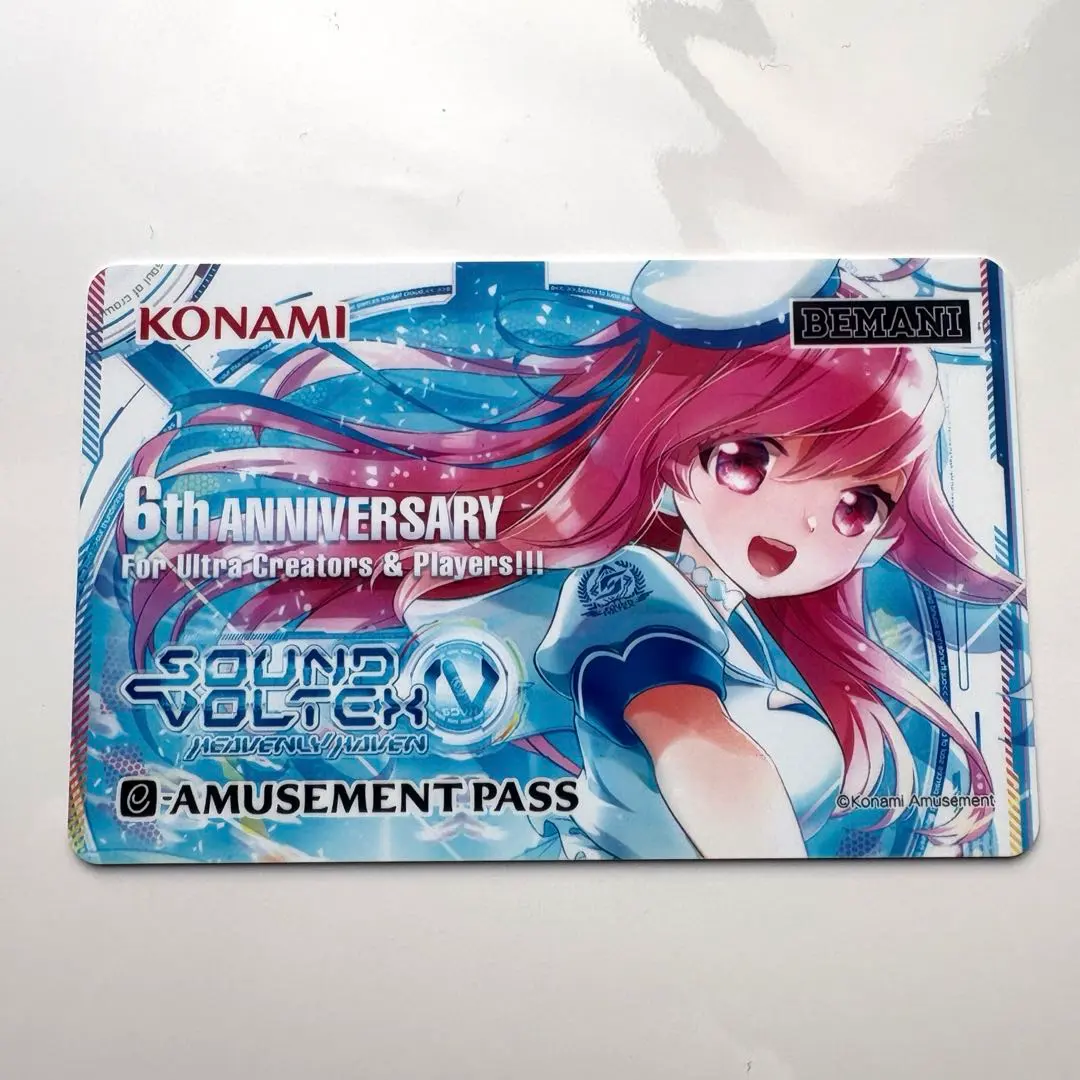 KONAMI
BEMANI
6th ANNIVERSARY
For Ultra Creators & Players!!!
SOUND
VOLTEX
HEAVENLY HAVEN
e-AMUSEMENT PASS
©Konami Amusement